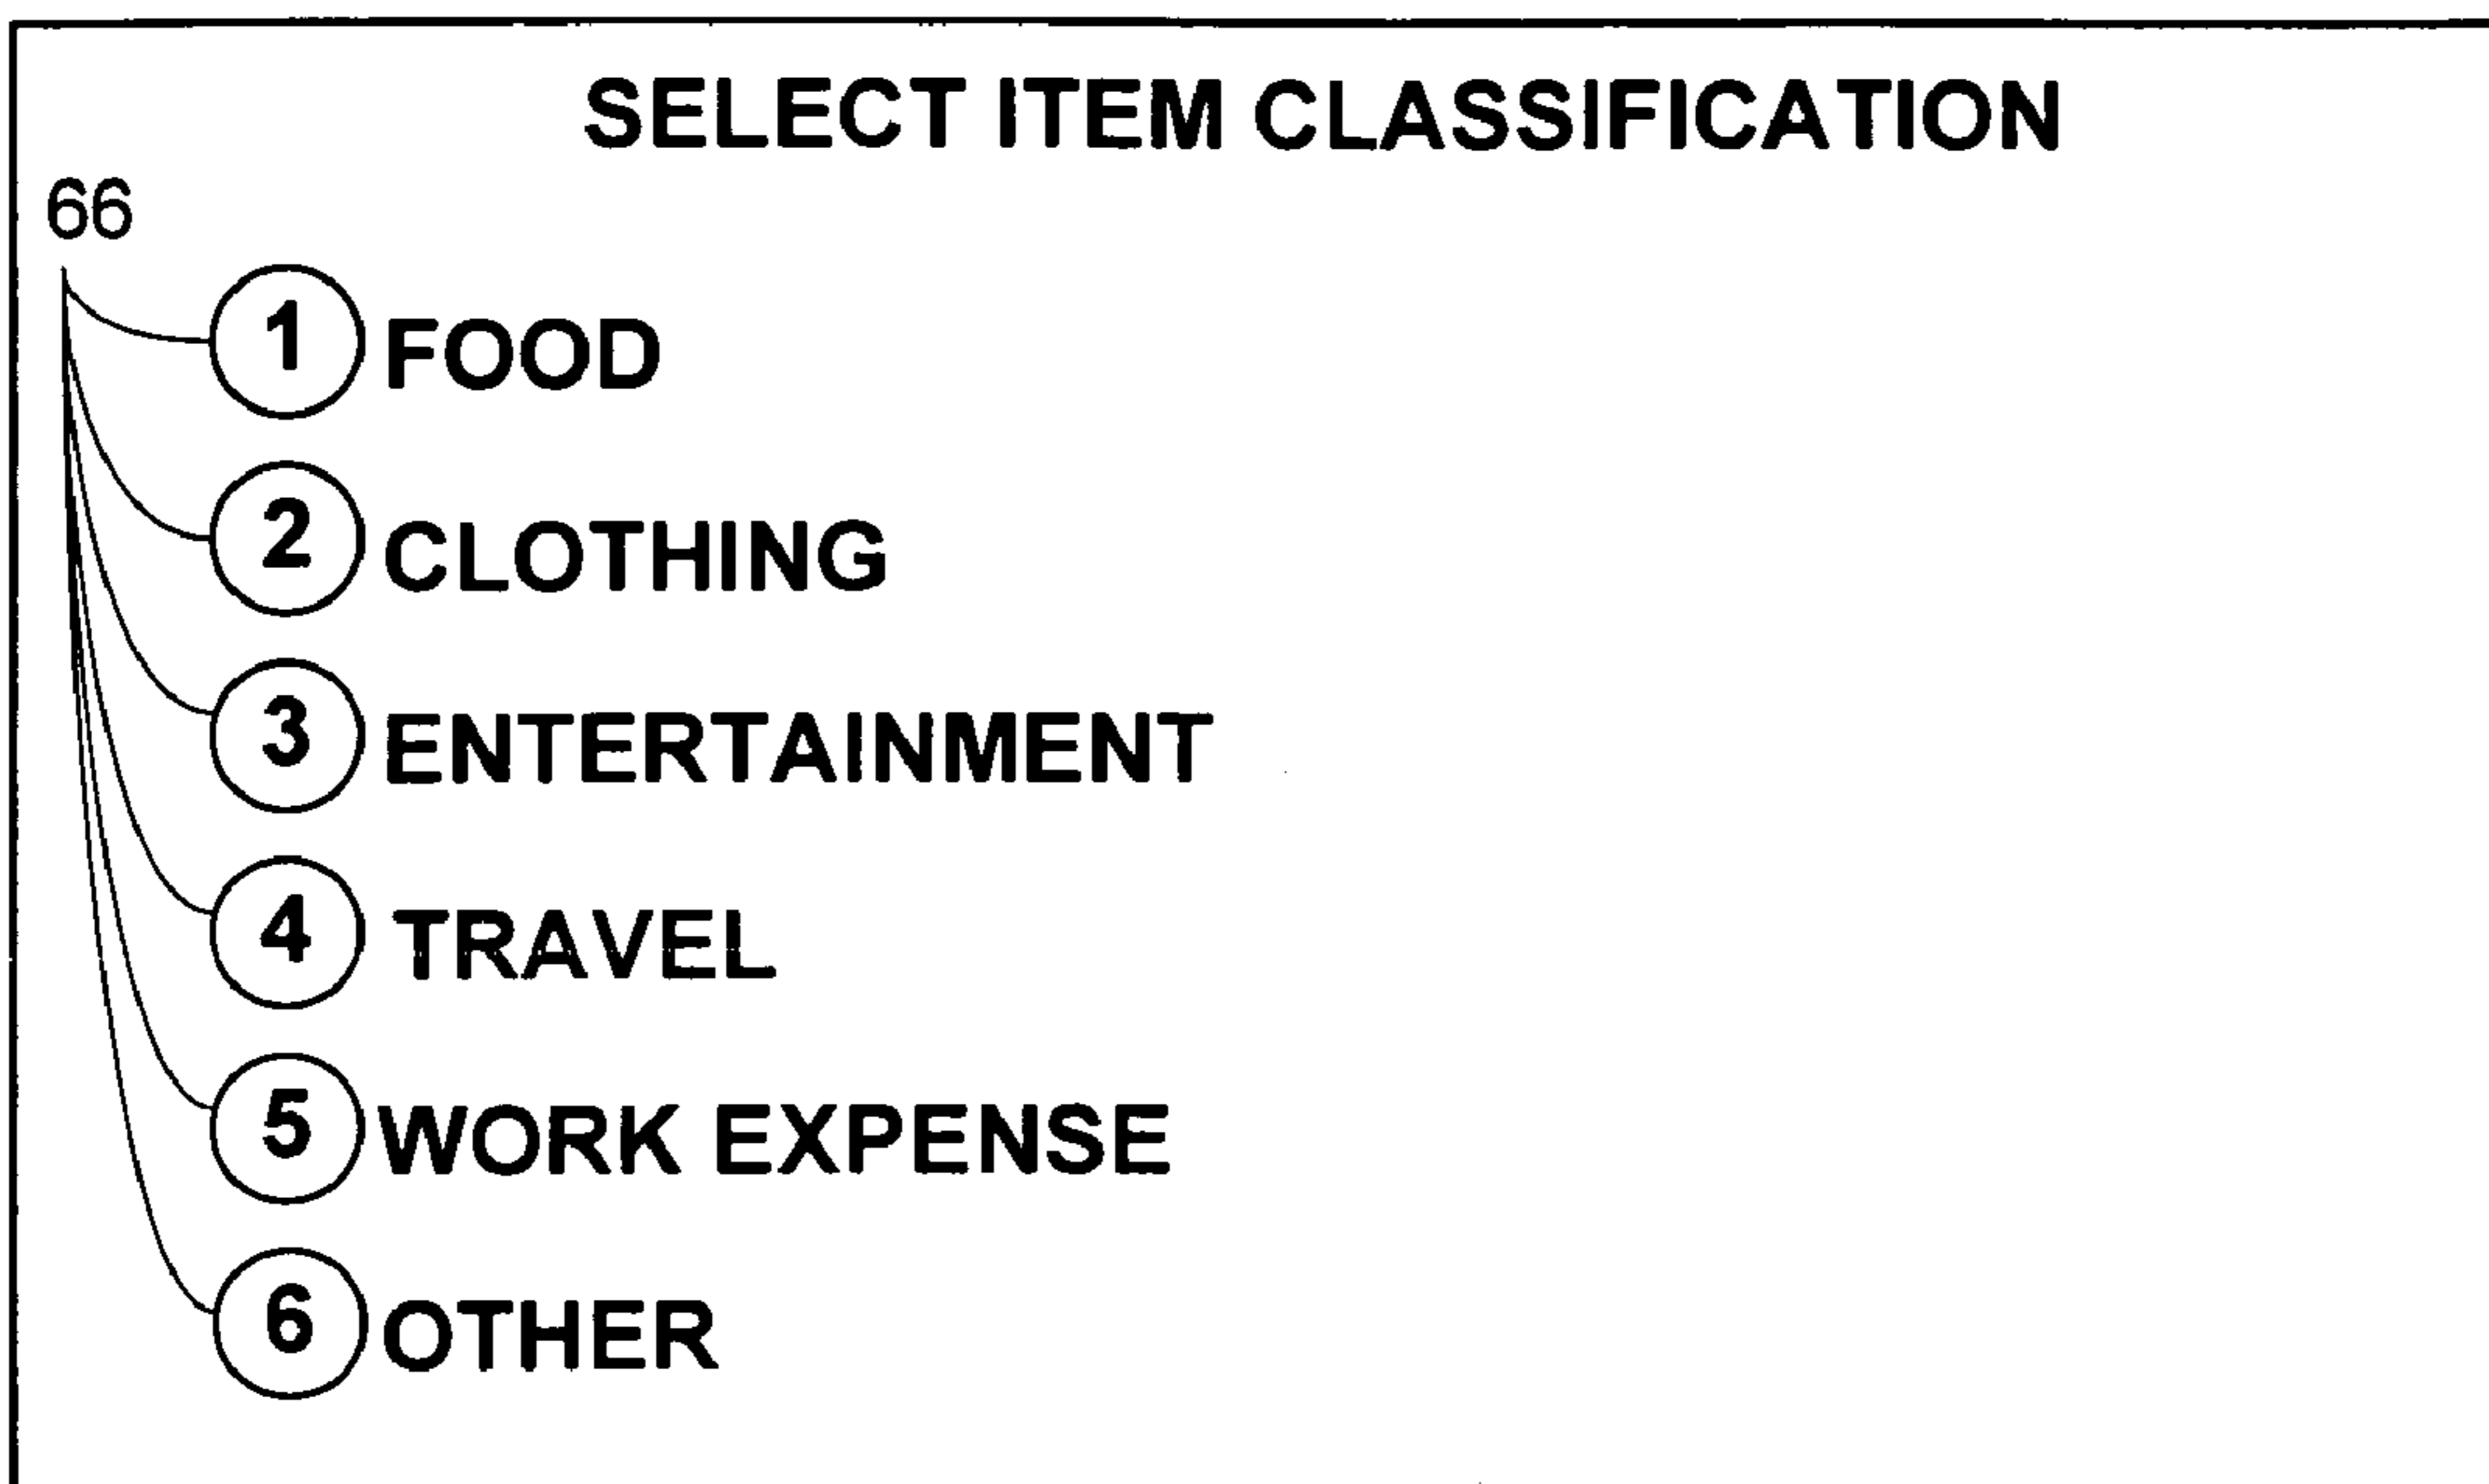 SELECT ITEM CLASSIFICATION
66
1 FOOD
2 CLOTHING
3 ENTERTAINMENT
4 TRAVEL
5 WORK EXPENSE
6 OTHER